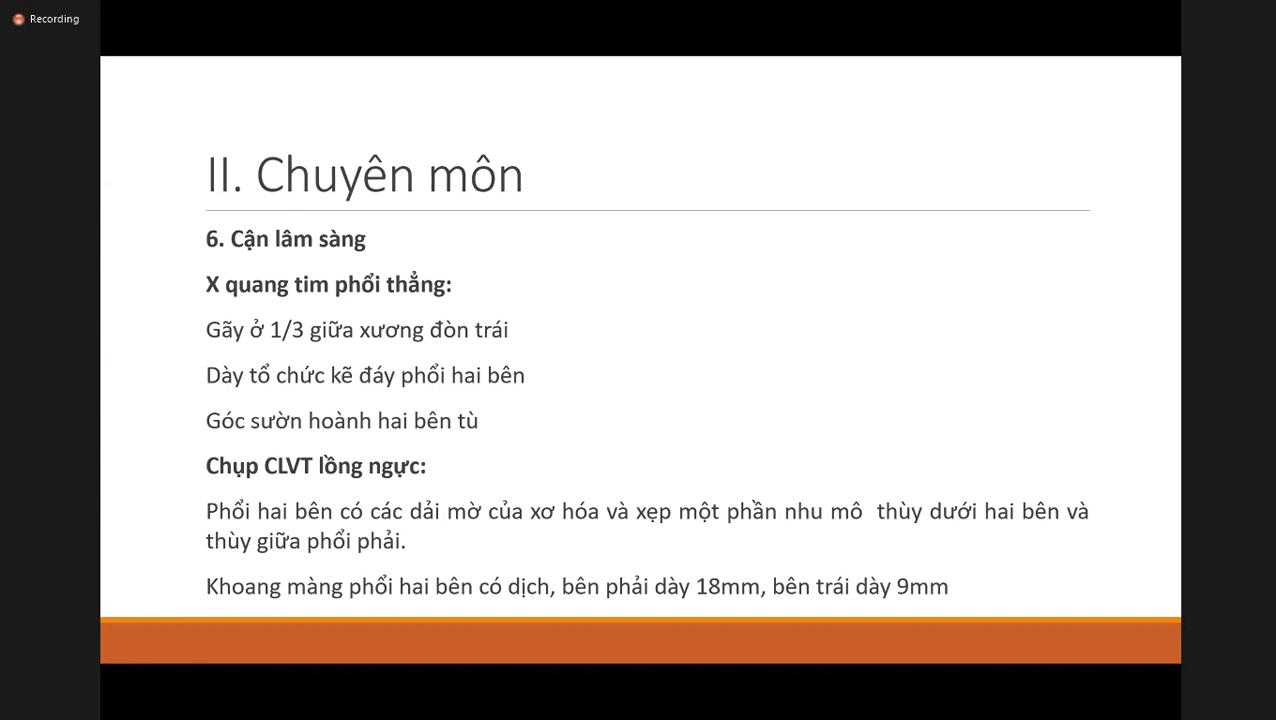 Recording
II. Chuyên môn
6. Cận lâm sàng
X quang tim phổi thẳng:
Gãy ở 1/3 giữa xương đòn trái
Dày tổ chức kẽ đáy phổi hai bên
Góc sườn hoành hai bên tù
Chụp CLVT lồng ngực:
Phổi hai bên có các dải mờ của xơ hóa và xẹp một phần nhu mô thùy dưới hai bên và
thùy giữa phổi phải.
Khoang màng phổi hai bên có dịch, bên phải dày 18mm, bên trái dày 9mm